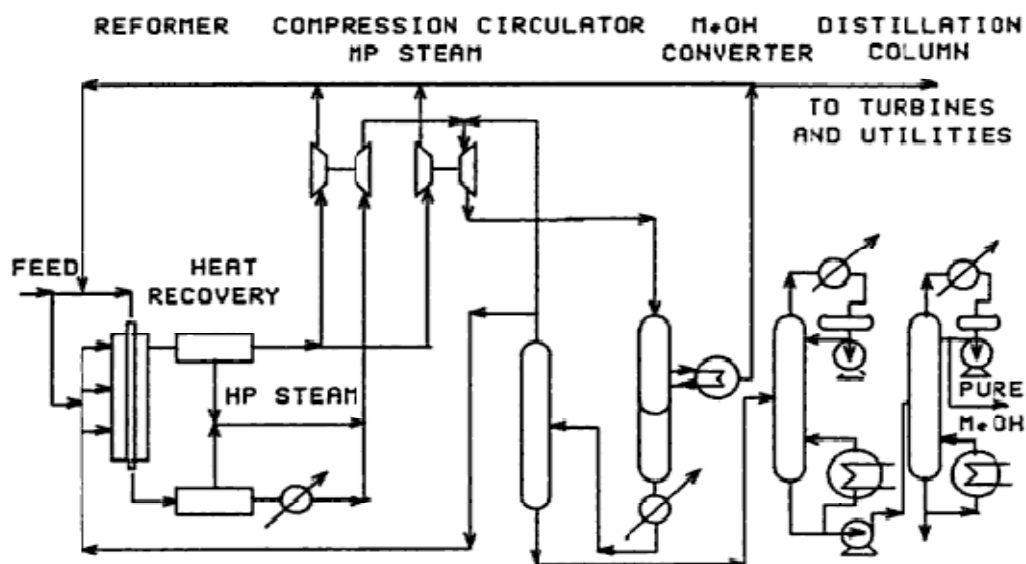 REFORMER COMPRESSION CIRCULATOR MeOH DISTILLATION
MP STEAM CONVERTER COLUMN
TO TURBINES
AND UTILITIES
FEED HEAT
RECOVERY
HP STEAM
PURE
MeOH